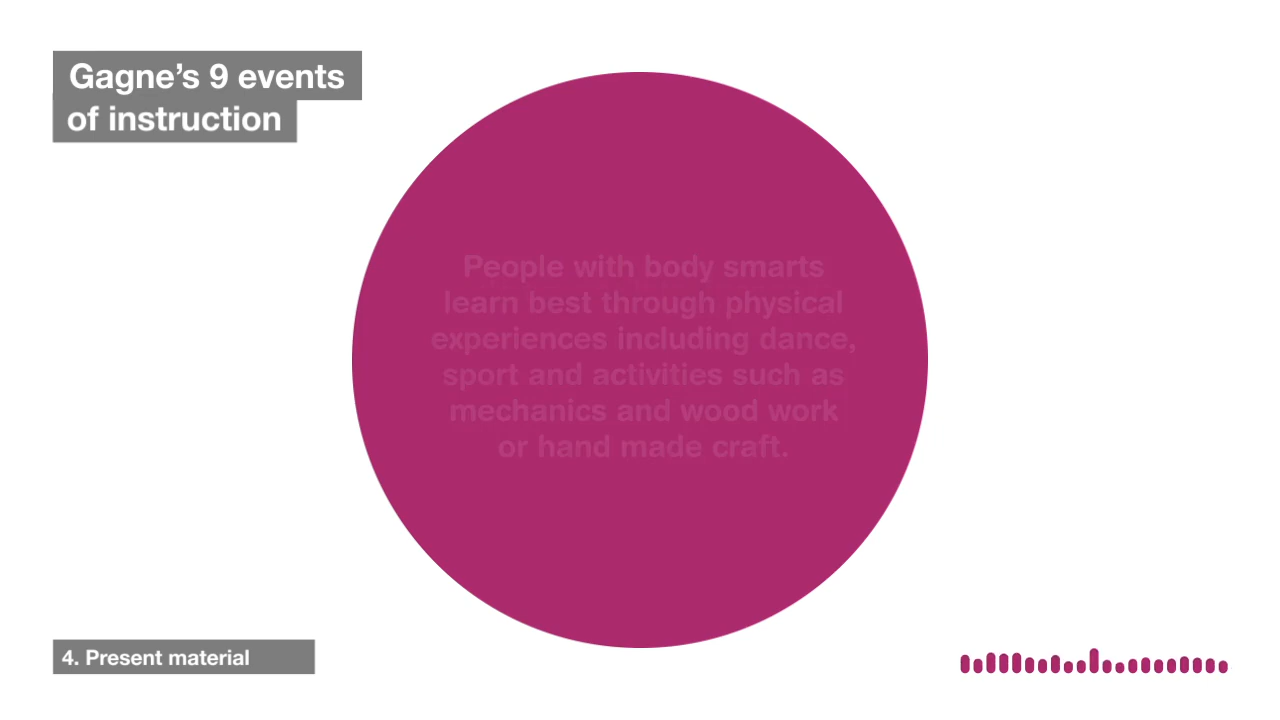 Gagne’s 9 events
of instruction
People with body smarts
learn best through physical
experiences including dance,
sport and activities such as
mechanics and wood work
or hand made craft.
4. Present material